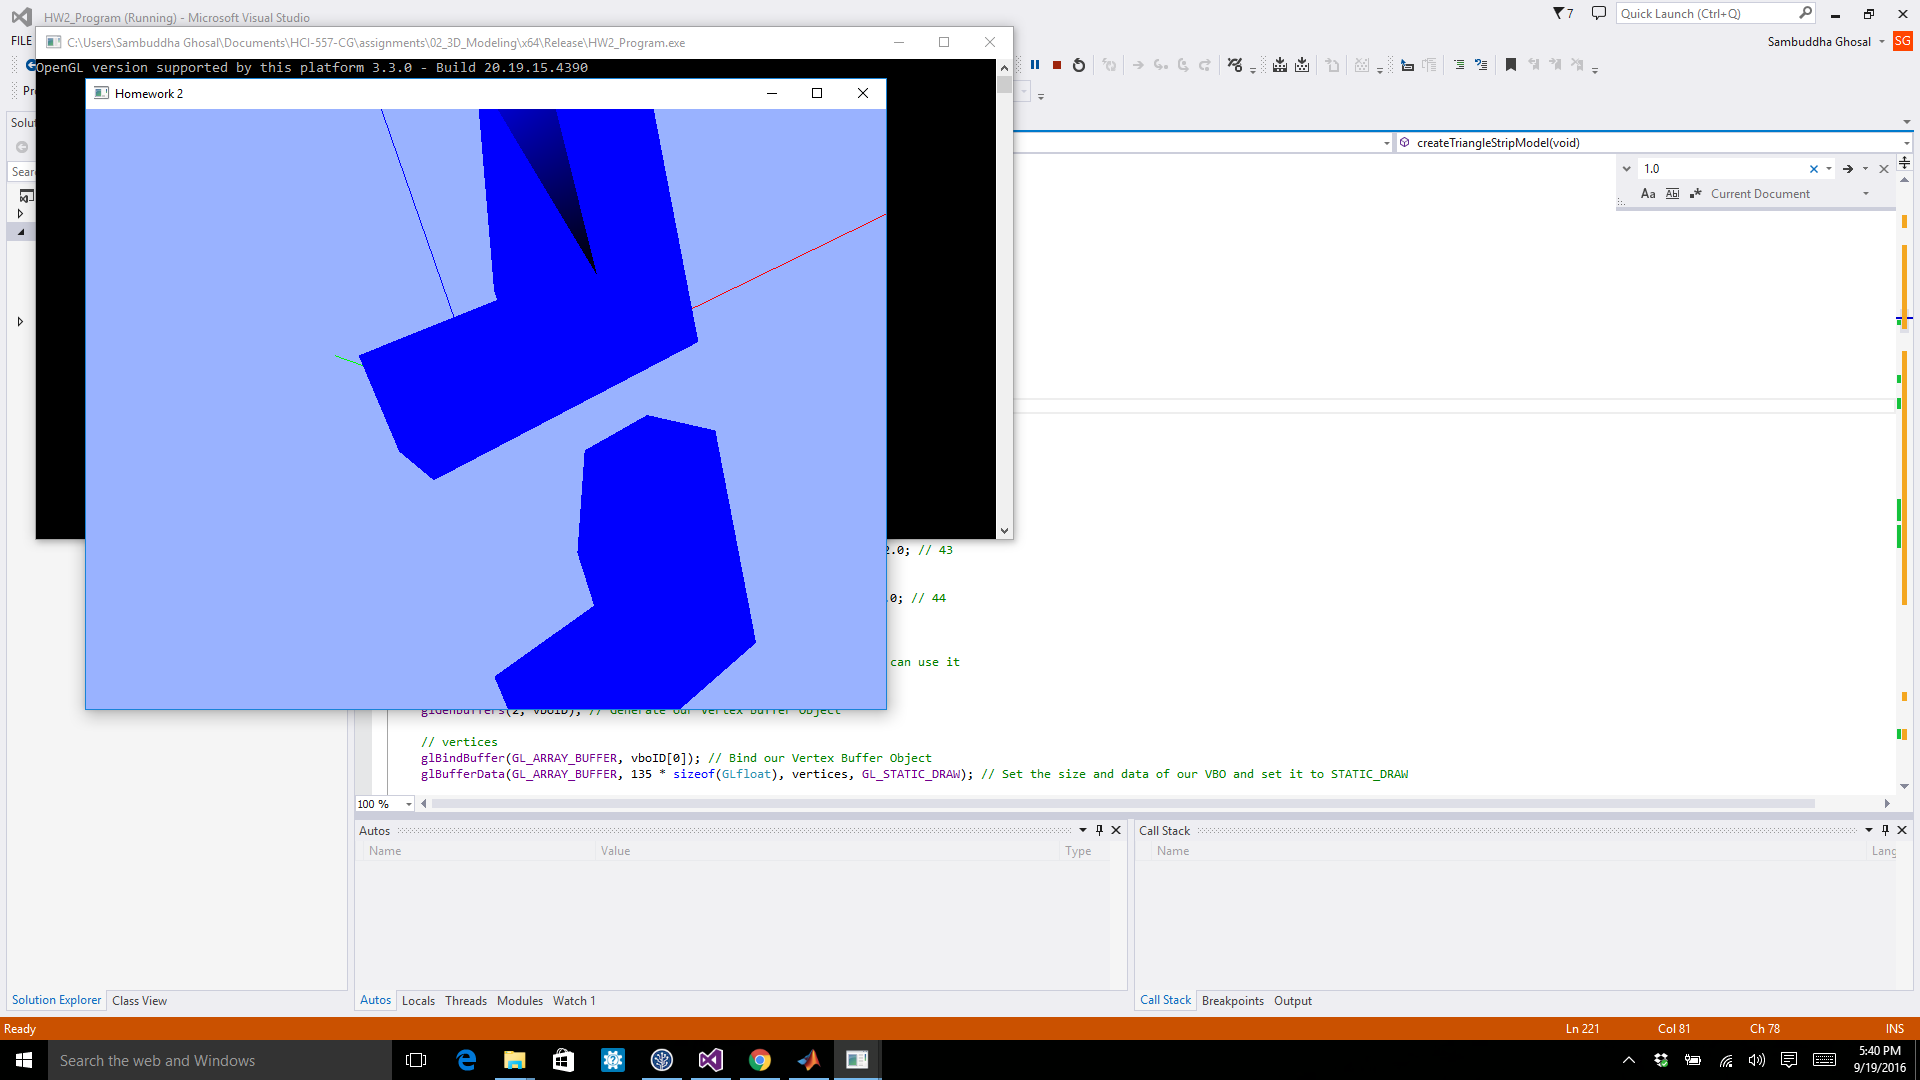 HW2_Program (Running) - Microsoft Visual Studio
7
Quick Launch (Ctrl+Q)
FILE
C:\Users\Sambuddha Ghosal\Documents\HCI-557-CG\assignments\02_3D_Modeling\x64\Release\HW2_Program.exe
Sambuddha Ghosal
SG
OpenGL version supported by this platform 3.3.0 - Build 20.19.15.4390
Homework 2
createTriangleStripModel(void)
1.0
Aa
Ab
Current Document
2.0; // 43
.0; // 44
can use it
glGenBuffers(2, vboID); // Generate our Vertex Buffer Object
// vertices
glBindBuffer(GL_ARRAY_BUFFER, vboID[0]); // Bind our Vertex Buffer Object
glBufferData(GL_ARRAY_BUFFER, 135 * sizeof(GLfloat), vertices, GL_STATIC_DRAW); // Set the size and data of our VBO and set it to STATIC_DRAW
100 %
Autos
Name Value Type
Call Stack
Name Lang
Solution Explorer Class View
Autos Locals Threads Modules Watch 1
Call Stack Breakpoints Output
Ready
Ln 221 Col 81 Ch 78 INS
Search the web and Windows
5:40 PM
9/19/2016